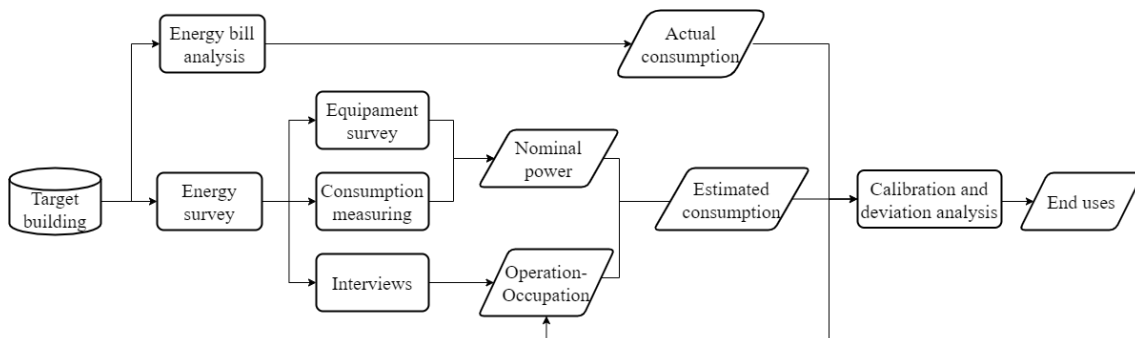 Energy bill
analysis
Actual
consumption
Equipament
survey
Nominal
power
Target
building
Energy
survey
Consumption
measuring
Estimated
consumption
Calibration and
deviation analysis
End uses
Interviews
Operation-
Occupation